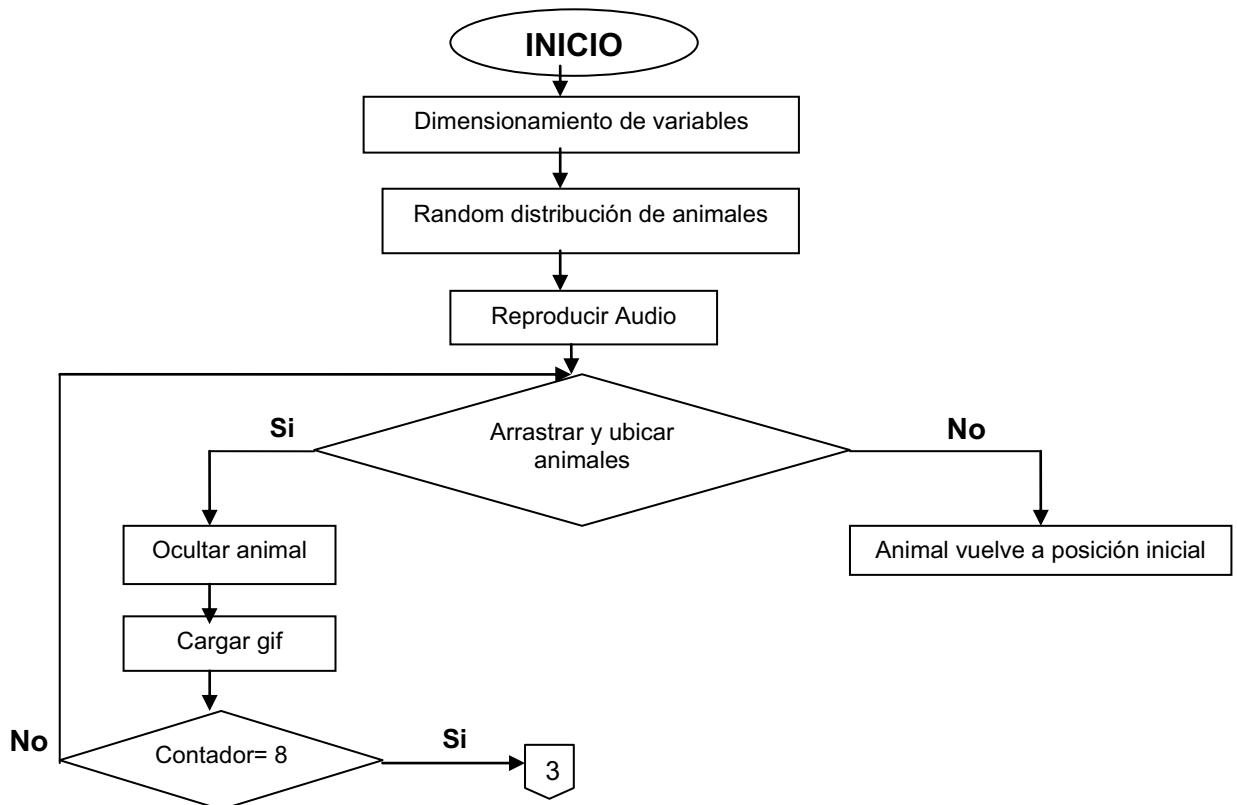 INICIO
Dimensionamiento de variables
Random distribución de animales
Reproducir Audio
Si
Arrastrar y ubicar
animales
No
Ocultar animal
Animal vuelve a posición inicial
Cargar gif
No
Contador= 8
Si
3